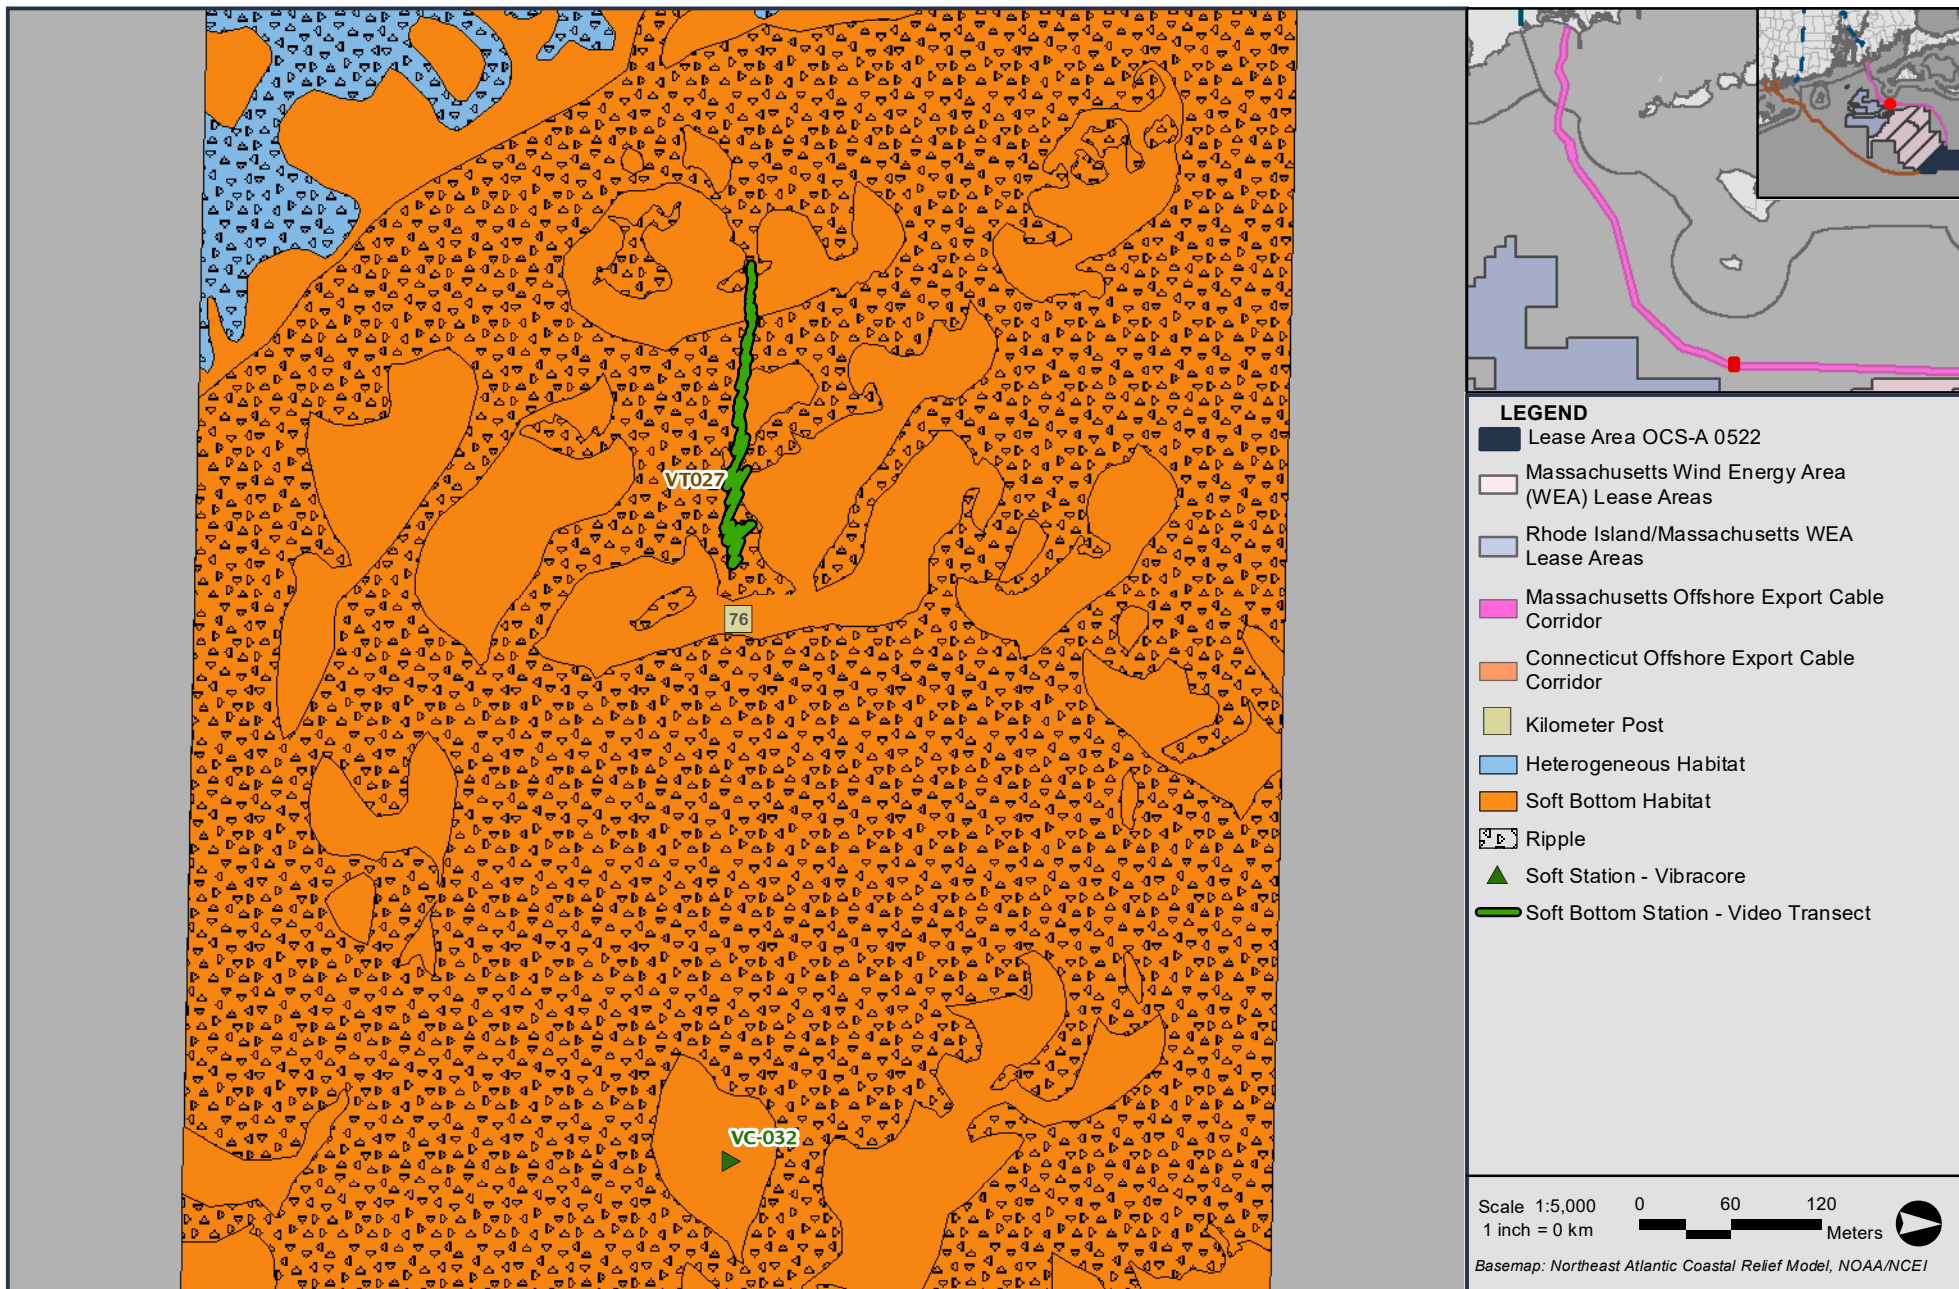 VT027
76
VC-032
LEGEND
Lease Area OCS-A 0522
Massachusetts Wind Energy Area
(WEA) Lease Areas
Rhode Island/Massachusetts WEA
Lease Areas
Massachusetts Offshore Export Cable
Corridor
Connecticut Offshore Export Cable
Corridor
Kilometer Post
Heterogeneous Habitat
Soft Bottom Habitat
Ripple
Soft Station - Vibracore
Soft Bottom Station - Video Transect
Scale 1:5,000
1 inch = 0 km
0 60 120
Meters
Basemap: Northeast Atlantic Coastal Relief Model, NOAA/NCEI